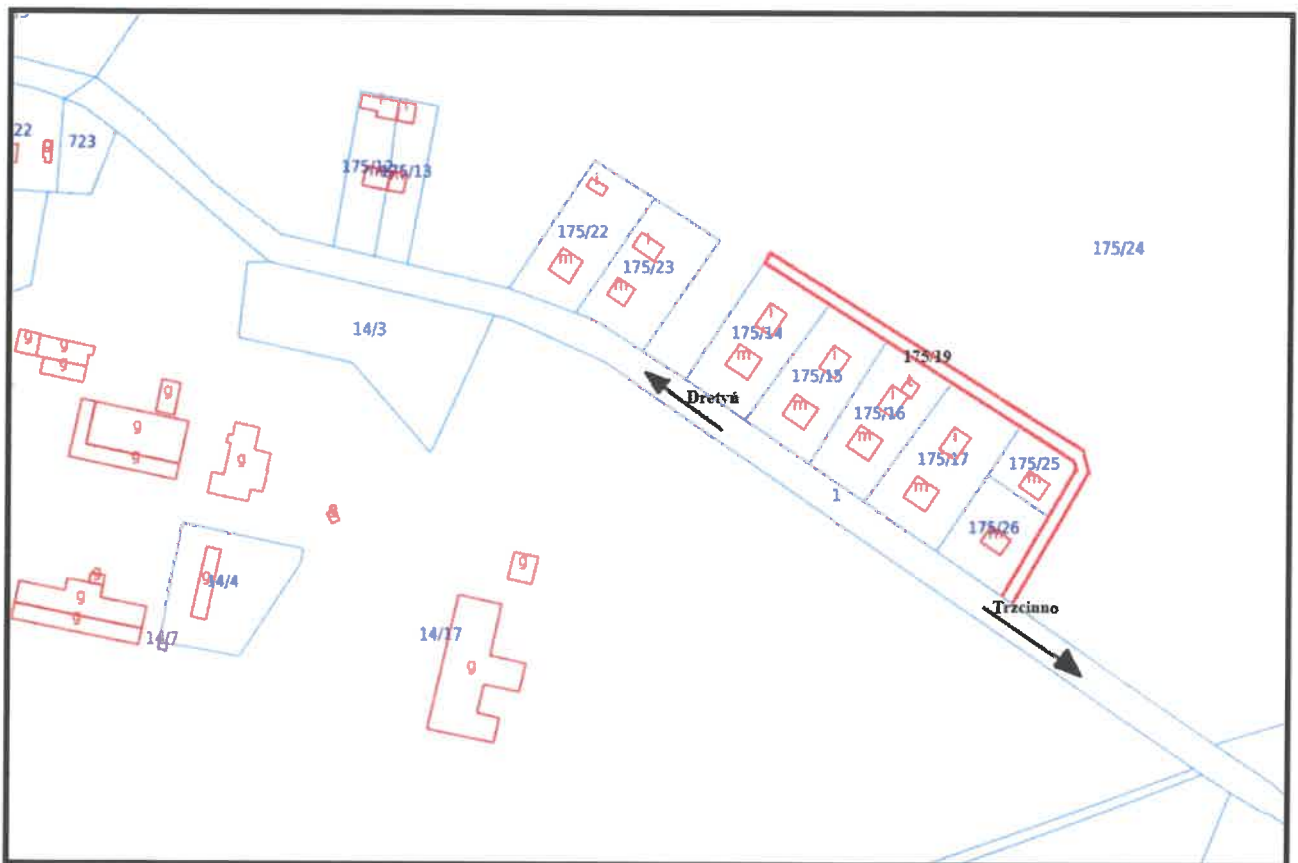 22
723
175/12
175/13
175/22
175/23
175/24
14/3
175/14
175/15
175/19
175/16
Dretyń
175/17
175/25
1
175/26
Trzcinno
14/4
14/7
14/17
m
m
m
m
m
m
m
m
m
g
g
g
g
g
g
g
g
g
g
g
g